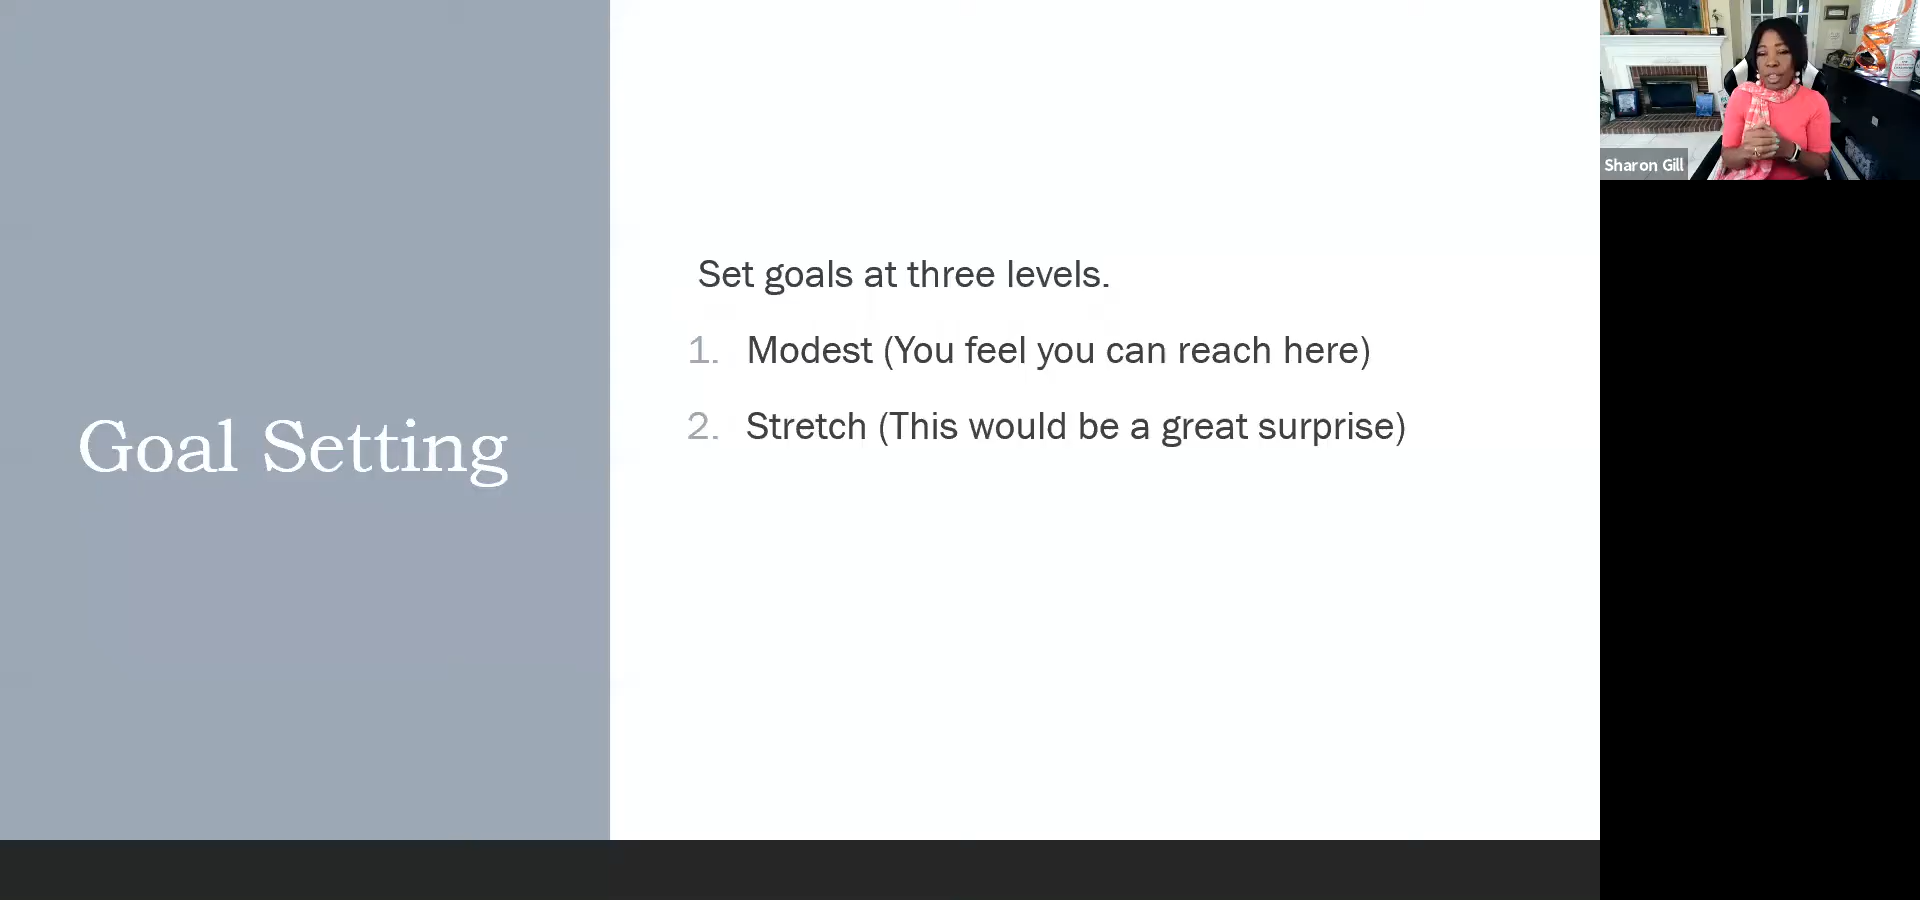 Goal Setting
Set goals at three levels.
1. Modest (You feel you can reach here)
2. Stretch (This would be a great surprise)
Sharon Gill